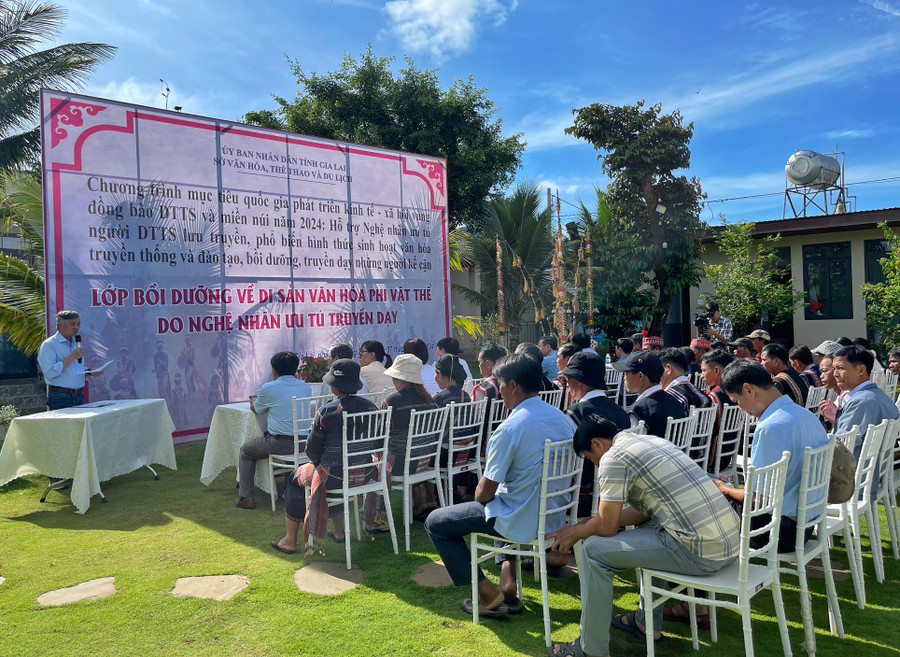 ỦY BAN NHÂN DÂN TỈNH GIA LAI
SỞ VĂN HÓA, THỂ THAO VÀ DU LỊCH
Chương trình mục tiêu quốc gia phát triển kinh tế - xã hội vùng
đồng bào DTTS và miền núi năm 2024: Hỗ trợ Nghệ nhân ưu tú
người DTTS lưu truyền, phổ biến hình thức sinh hoạt văn hóa
truyền thống và đào tạo, bồi dưỡng, truyền dạy những người kế cận
LỚP BỒI DƯỠNG VỀ DI SẢN VĂN HÓA PHI VẬT THỂ
DO NGHỆ NHÂN ƯU TÚ TRUYỀN DẠY